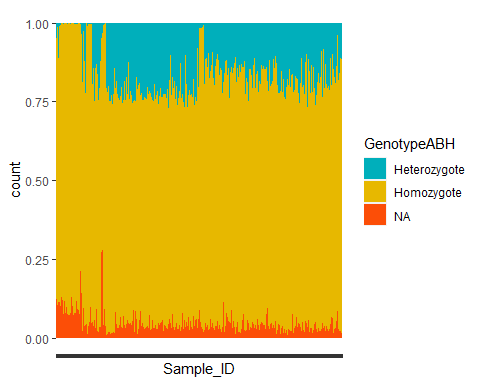 1.00
0.75
0.50
0.25
0.00
count
Sample_ID
GenotypeABH
Heterozygote
Homozygote
NA